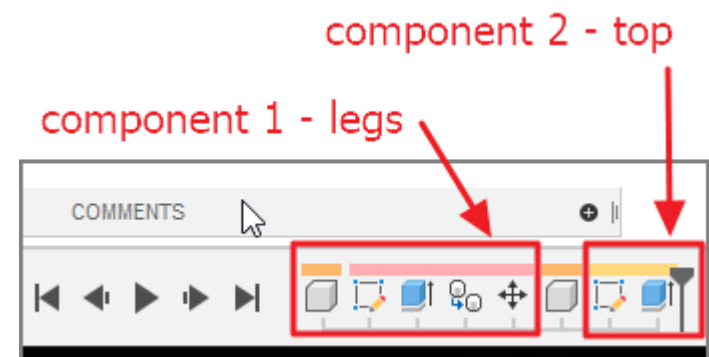 component 2 - top
component 1 - legs
COMMENTS